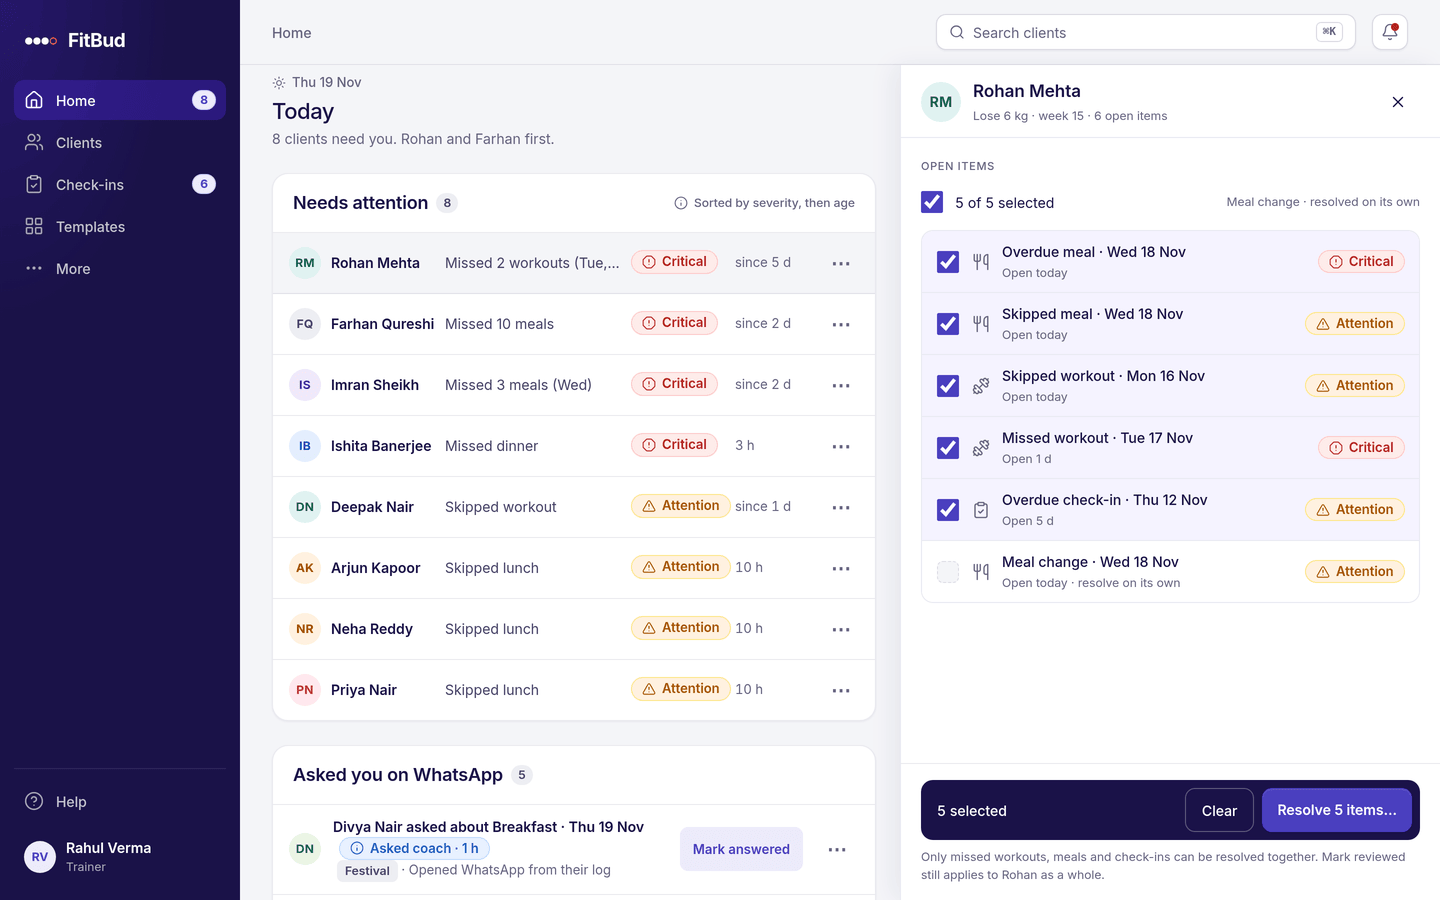 FitBud
Home 8
Clients
Check-ins 6
Templates
More
Help
RV Rahul Verma
Trainer
Home
Search clients ⌘K
Thu 19 Nov
Today
8 clients need you. Rohan and Farhan first.
Needs attention 8 Sorted by severity, then age
RM Rohan Mehta Missed 2 workouts (Tue,... Critical since 5 d
FQ Farhan Qureshi Missed 10 meals Critical since 2 d
IS Imran Sheikh Missed 3 meals (Wed) Critical since 2 d
IB Ishita Banerjee Missed dinner Critical 3 h
DN Deepak Nair Skipped workout Attention since 1 d
AK Arjun Kapoor Skipped lunch Attention 10 h
NR Neha Reddy Skipped lunch Attention 10 h
PN Priya Nair Skipped lunch Attention 10 h
Asked you on WhatsApp 5
Divya Nair asked about Breakfast · Thu 19 Nov
DN Asked coach · 1 h Mark answered
Festival · Opened WhatsApp from their log
RM Rohan Mehta
Lose 6 kg · week 15 · 6 open items
OPEN ITEMS
5 of 5 selected Meal change · resolved on its own
Overdue meal · Wed 18 Nov Critical
Open today
Skipped meal · Wed 18 Nov Attention
Open today
Skipped workout · Mon 16 Nov Attention
Open today
Missed workout · Tue 17 Nov Critical
Open 1 d
Overdue check-in · Thu 12 Nov Attention
Open 5 d
Meal change · Wed 18 Nov Attention
Open today · resolve on its own
5 selected Clear Resolve 5 items...
Only missed workouts, meals and check-ins can be resolved together. Mark reviewed
still applies to Rohan as a whole.